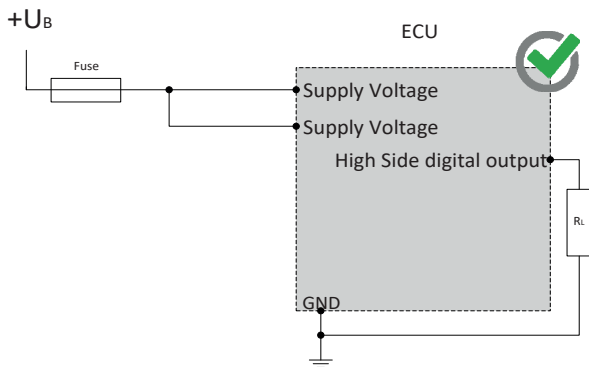 +UB
ECU
Fuse
Supply Voltage
Supply Voltage
High Side digital output
RL
GND